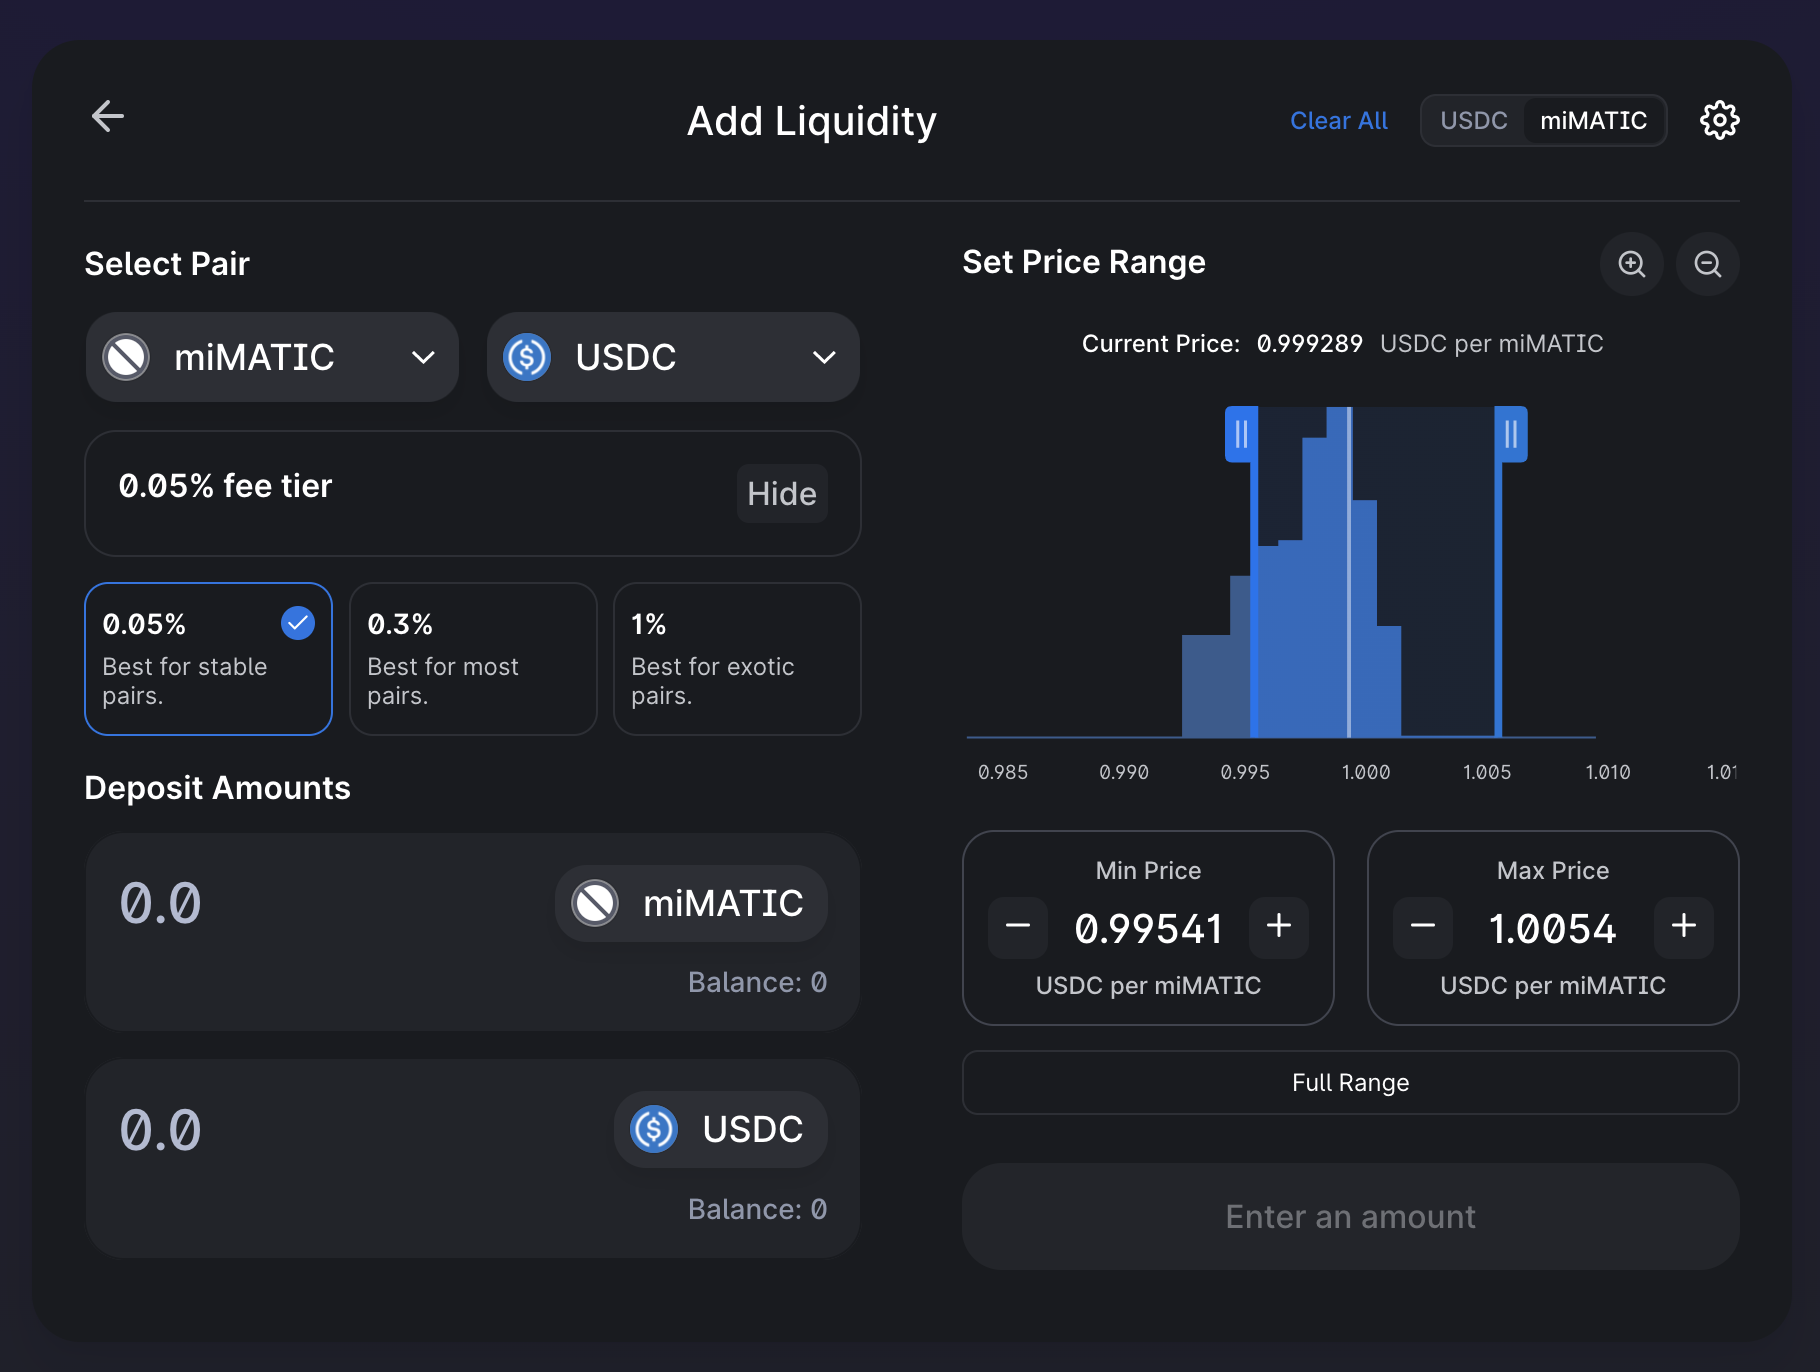 Add Liquidity
Clear All
USDC miMATIC
Select Pair
miMATIC
USDC
0.05% fee tier
Hide
0.05%
Best for stable
pairs.
0.3%
Best for most
pairs.
1%
Best for exotic
pairs.
Deposit Amounts
0.0
miMATIC
Balance: 0
0.0
USDC
Balance: 0
Set Price Range
Current Price: 0.999289 USDC per miMATIC
0.985 0.990 0.995 1.000 1.005 1.010 1.01
Min Price
− 0.99541 +
USDC per miMATIC
Max Price
− 1.0054 +
USDC per miMATIC
Full Range
Enter an amount